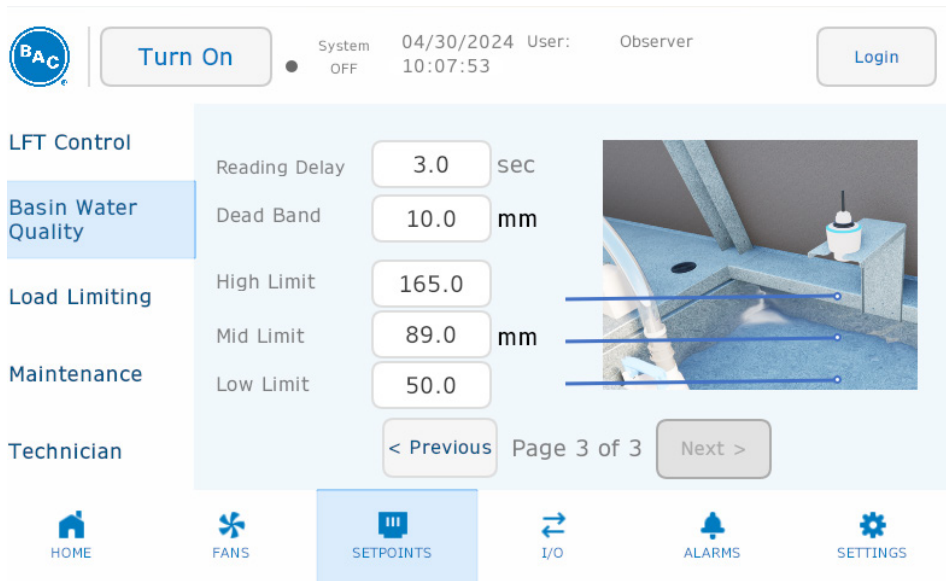 BAC
Turn On
System
OFF
04/30/2024 User: Observer
10:07:53
Login
LFT Control
Basin Water
Quality
Load Limiting
Maintenance
Technician
Reading Delay 3.0 sec
Dead Band 10.0 mm
High Limit 165.0
Mid Limit 89.0 mm
Low Limit 50.0
< Previous Page 3 of 3 Next >
HOME FANS SETPOINTS I/O ALARMS SETTINGS